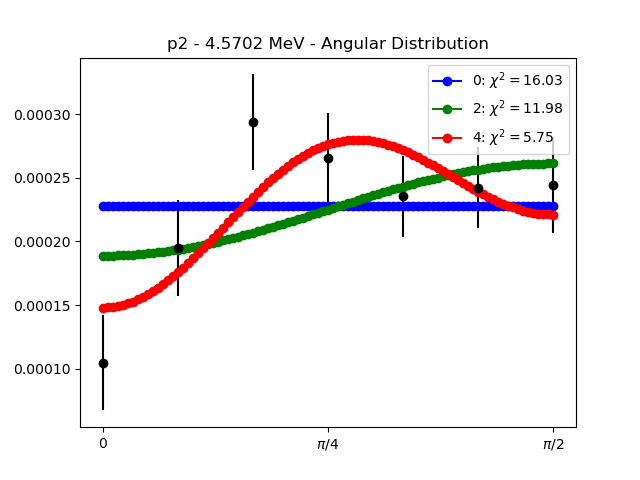 p2 - 4.5702 MeV - Angular Distribution
0: χ² = 16.03
2: χ² = 11.98
4: χ² = 5.75
0.00030
0.00025
0.00020
0.00015
0.00010
0 π/4 π/2